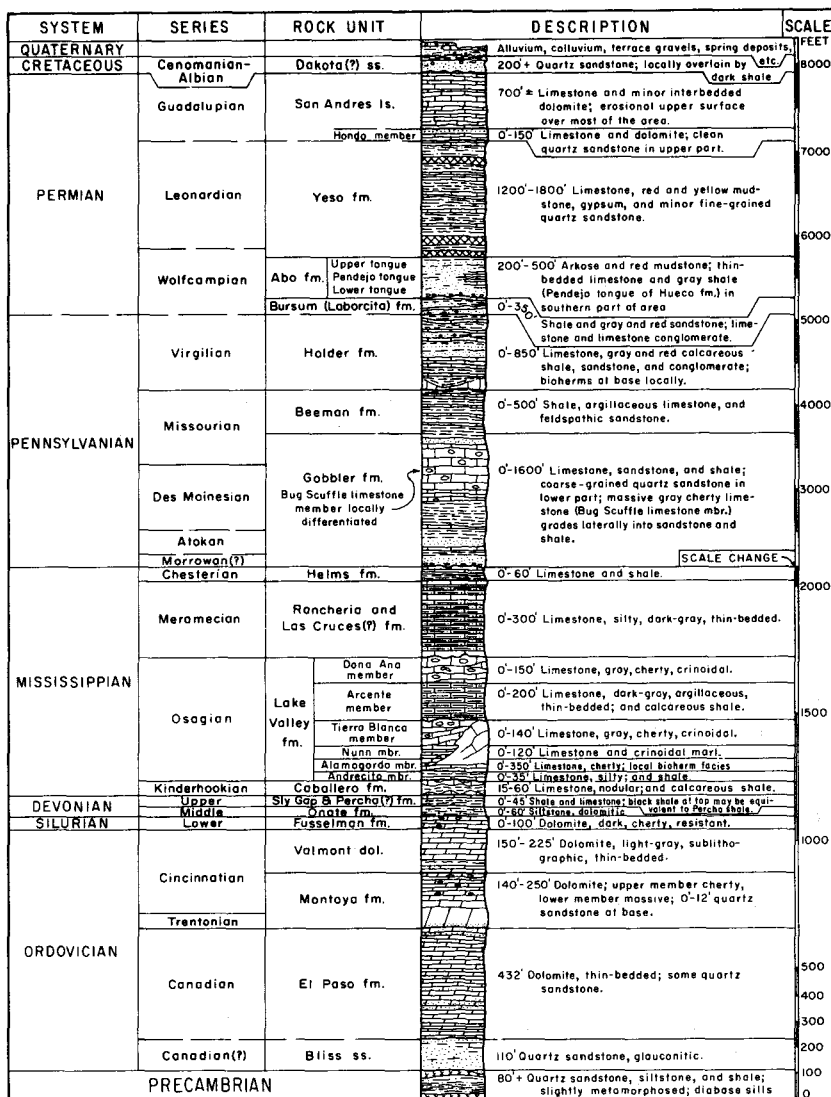 SYSTEM SERIES ROCK UNIT DESCRIPTION SCALE
FEET
QUATERNARY Alluvium, colluvium, terrace gravels, spring deposits,
etc.
CRETACEOUS Cenomanian-
Albian Dakota(?) ss. 200'+ Quartz sandstone; locally overlain by
dark shale
8000
PERMIAN
Guadalupian San Andres ls. 700' ± Limestone and minor interbedded
dolomite; erosional upper surface
over most of the area.
Hondo member 0'-150' Limestone and dolomite; clean
quartz sandstone in upper part.
7000
Leonardian Yeso fm. 1200'-1800' Limestone, red and yellow mud-
stone, gypsum, and minor fine-grained
quartz sandstone.
6000
Wolfcampian Abo fm. Upper tongue
Pendejo tongue
Lower tongue
200'-500' Arkose and red mudstone; thin-
bedded limestone and gray shale
(Pendejo tongue of Hueco fm.) in
southern part of area
Bursum (Laborcita) fm. 0'-350'
Shale and gray and red sandstone; lime-
stone and limestone conglomerate.
5000
PENNSYLVANIAN
Virgilian Holder fm. 0'-850' Limestone, gray and red calcareous
shale, sandstone, and conglomerate;
bioherms at base locally.
Missourian Beeman fm. 0'-500' Shale, argillaceous limestone, and
feldspathic sandstone.
4000
Des Moinesian Gobbler fm.
Bug Scuffle limestone
member locally
differentiated
0'-1600' Limestone, sandstone, and shale;
coarse-grained quartz sandstone in
lower part; massive gray cherty lime-
stone (Bug Scuffle limestone mbr.)
grades laterally into sandstone and
shale.
3000
Atokan
Morrowan(?) SCALE CHANGE
MISSISSIPPIAN
Chesterian Helms fm. 0'-60' Limestone and shale.
2000
Meramecian Rancheria and
Las Cruces(?) fm. 0'-300' Limestone, silty, dark-gray, thin-bedded.
Osagian Lake
Valley
fm.
Dona Ana
member 0'-150' Limestone, gray, cherty, crinoidal.
Arcente
member 0'-200' Limestone, dark-gray, argillaceous,
thin-bedded; and calcareous shale.
1500
Tierra Blanca
member 0'-140' Limestone, gray, cherty, crinoidal.
Nunn mbr. 0'-120' Limestone and crinoidal marl.
Alamogordo mbr. 0'-350' Limestone, cherty; local bioherm facies
Andrecito mbr. 0'-35' Limestone, silty; and shale.
Kinderhookian Caballero fm. 15-60' Limestone, nodular; and calcareous shale.
DEVONIAN Upper Sly Gap & Percha(?) fm. 0'-45' Shale and limestone; black shale at top may be equi-
valent to Percha shale.
Middle Onate fm. 0'-60' Siltstone, dolomitic
SILURIAN Lower Fusselman fm. 0'-100' Dolomite, dark, cherty, resistant.
1000
ORDOVICIAN
Cincinnatian Valmont dol. 150'-225' Dolomite, light-gray, sublitho-
graphic, thin-bedded.
Montoya fm. 140'-250' Dolomite; upper member cherty,
lower member massive; 0'-12' quartz
sandstone at base.
Trentonian
Canadian El Paso fm. 432' Dolomite, thin-bedded; some quartz
sandstone.
500
400
300
200
Canadian(?) Bliss ss. 110' Quartz sandstone, glauconitic.
100
PRECAMBRIAN 80'+ Quartz sandstone, siltstone, and shale;
slightly metamorphosed; diabase sills
0